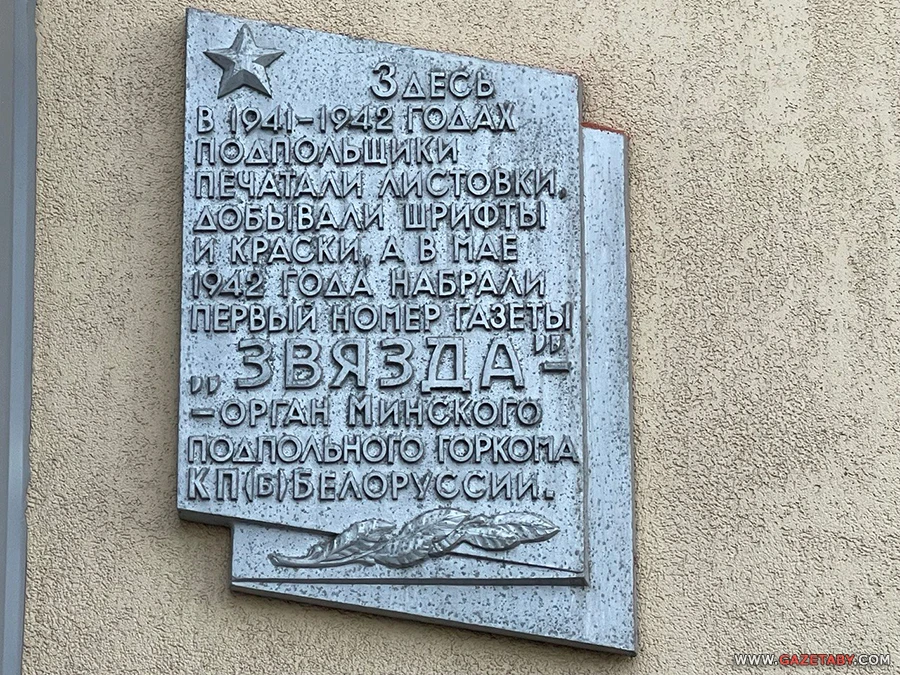 Здесь
в 1941-1942 годах
подпольщики
печатали листовки,
добывали шрифты
и краски, а в мае
1942 года набрали
первый номер газеты
„ЗВЯЗДА”-
-орган Минского
подпольного горкома
КП(б)Белоруссии.
WWW.GAZETABY.COM